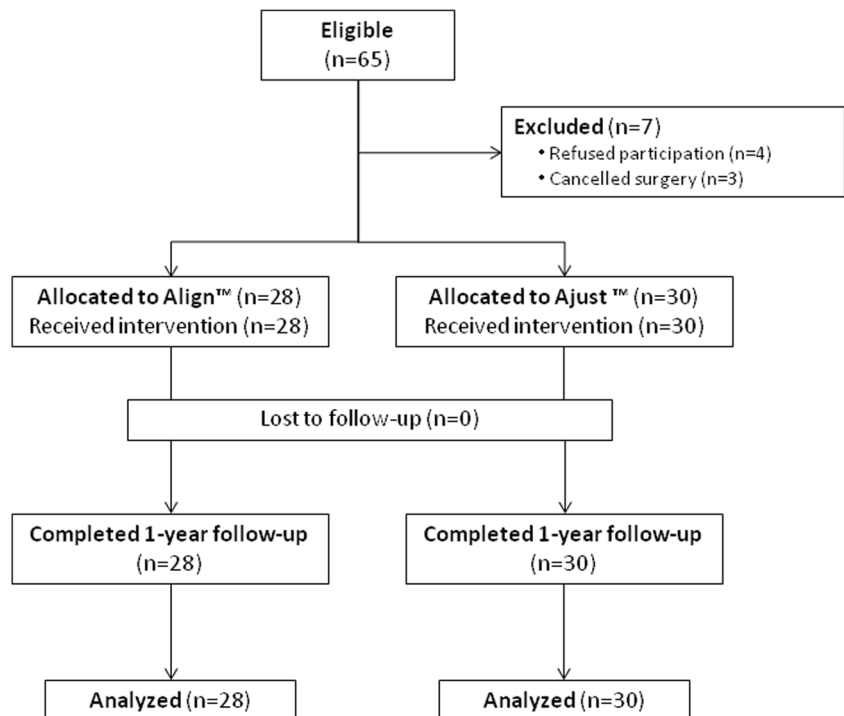 Eligible
(n=65)
Excluded (n=7)
• Refused participation (n=4)
• Cancelled surgery (n=3)
Allocated to Align™ (n=28)
Received intervention (n=28)
Allocated to Ajust ™ (n=30)
Received intervention (n=30)
Lost to follow-up (n=0)
Completed 1-year follow-up
(n=28)
Completed 1-year follow-up
(n=30)
Analyzed (n=28)
Analyzed (n=30)